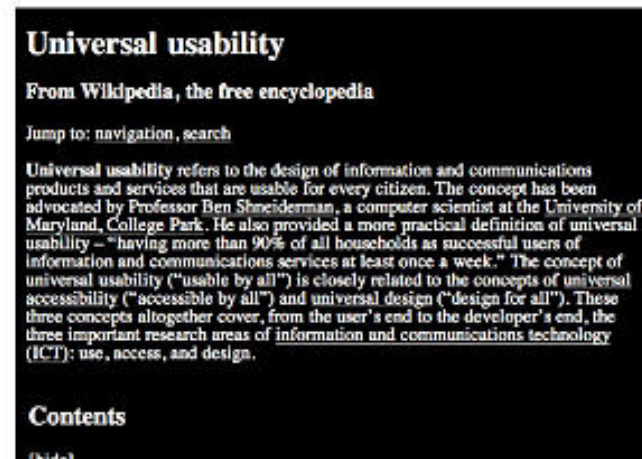 Universal usability
From Wikipedia, the free encyclopedia
Jump to: navigation, search
Universal usability refers to the design of information and communications
products and services that are usable for every citizen. The concept has been
advocated by Professor Ben Shneiderman, a computer scientist at the University of
Maryland, College Park. He also provided a more practical definition of universal
usability – “having more than 90% of all households as successful users of
information and communications services at least once a week.” The concept of
universal usability (“usable by all”) is closely related to the concepts of universal
accessibility (“accessible by all”) and universal design (“design for all”). These
three concepts altogether cover, from the user's end to the developer's end, the
three important research areas of information and communications technology
(ICT): use, access, and design.
Contents
[hide]